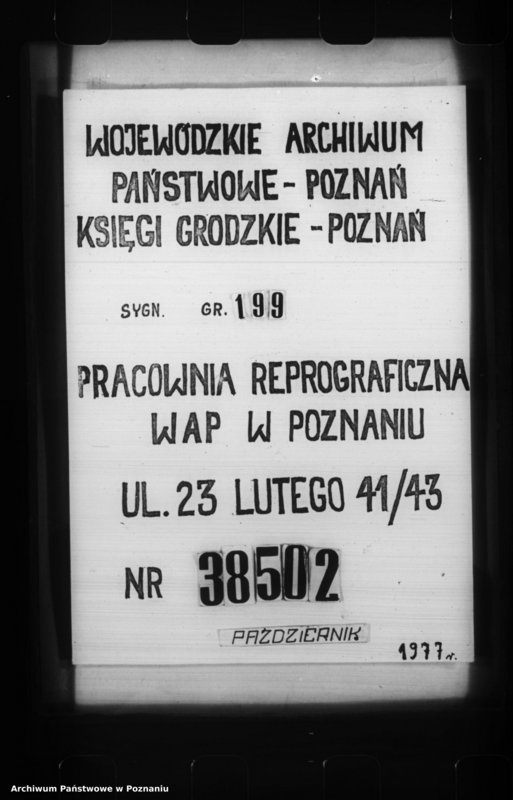 WOJEWÓDZKIE ARCHIWUM
PAŃSTWOWE - POZNAŃ
KSIĘGI GRODZKIE - POZNAŃ
SYGN. GR. 199
PRACOWNIA REPROGRAFICZNA
WAP W POZNANIU
UL. 23 LUTEGO 41/43
NR 38502
PAŹDZIERNIK
1977 r.
Archiwum Państwowe w Poznaniu